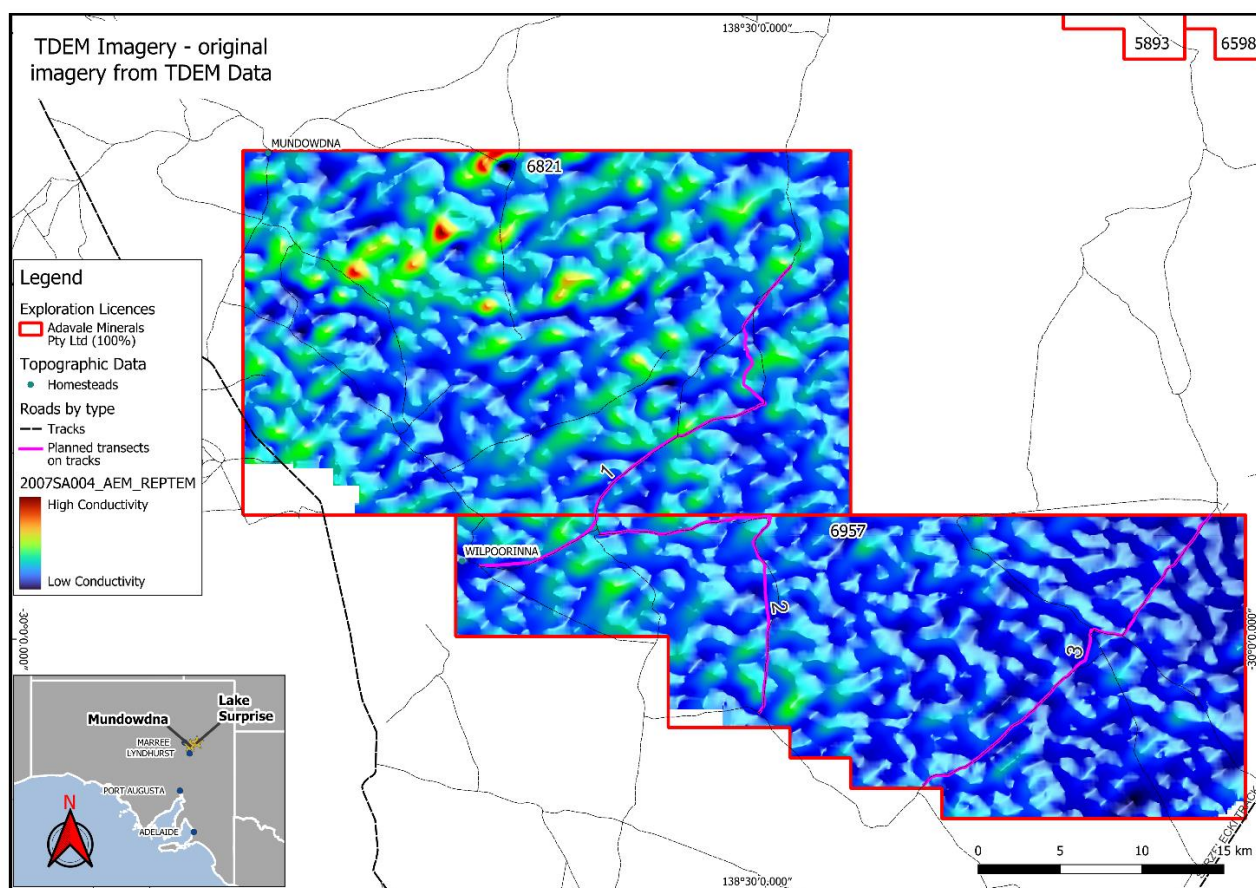 TDEM Imagery - original
imagery from TDEM Data
138°30'0.000"
5893
6598
MUNDOWDNA
6821
Legend
Exploration Licences
Adavale Minerals
Pty Ltd (100%)
Topographic Data
Homesteads
Roads by type
Tracks
Planned transects
on tracks
2007SA004_AEM_REPTEM
High Conductivity
Low Conductivity
1
6957
WILPOORINNA
2
3
-30°0'0.000"
-30°0'0.000"
Lake
Surprise
Mundowdna
MARREE
LYNDHURST
PORT AUGUSTA
ADELAIDE
N
138°30'0.000"
0
5
10
15 km